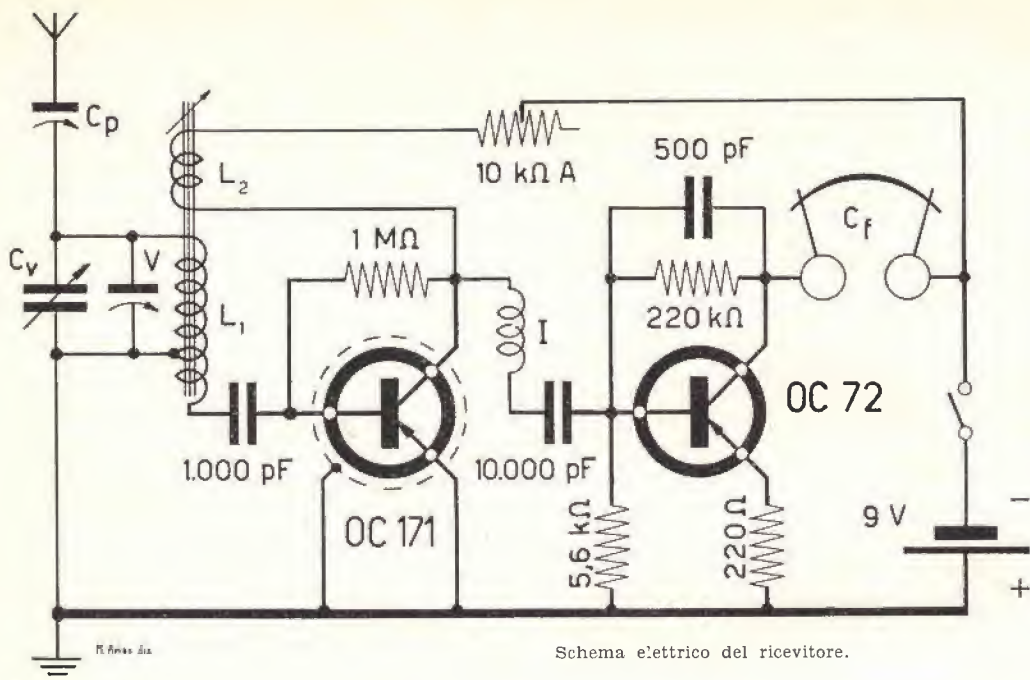 Cp
L2
10 kΩ A
500 pF
Cf
Cv
V
L1
1 MΩ
I
220 kΩ
OC 72
1.000 pF
10.000 pF
OC 171
5,6 kΩ
220Ω
9 V
−
+
Schema elettrico del ricevitore.